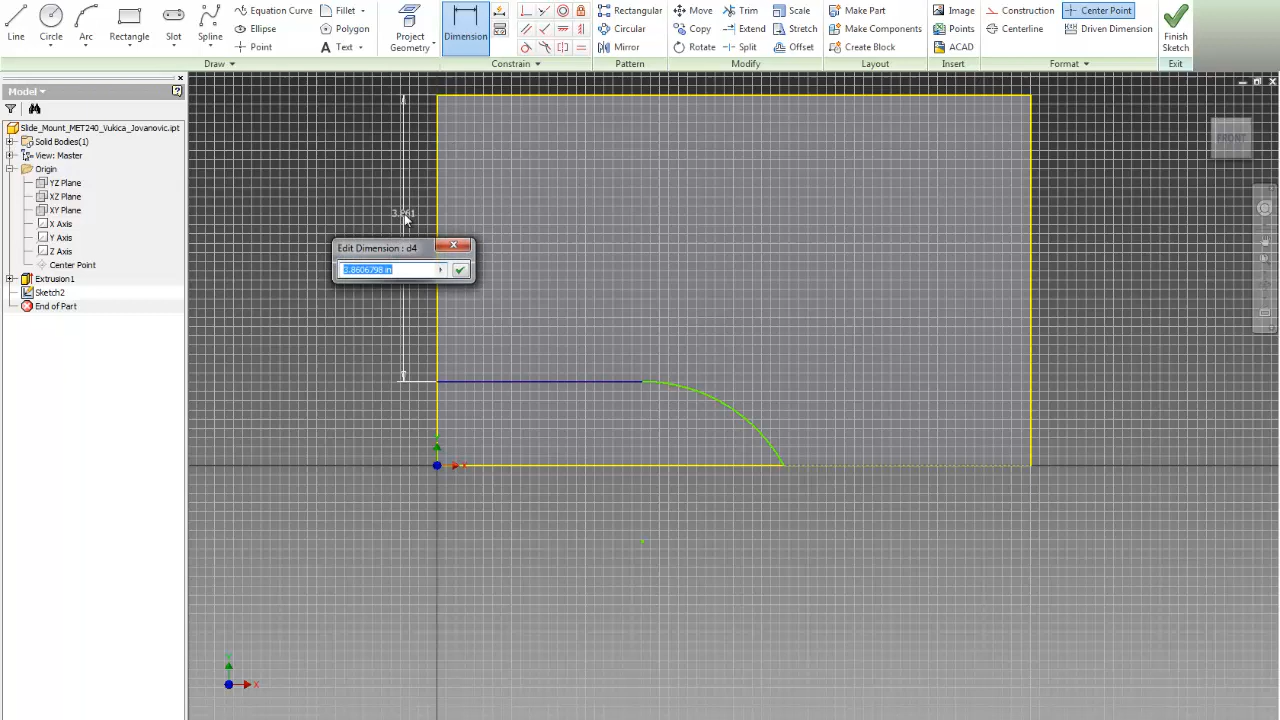 Line
Circle
Arc
Rectangle
Slot
Spline
Equation Curve
Ellipse
Point
Fillet
Polygon
Text
Project Geometry
Dimension
Rectangular
Circular
Mirror
Move
Copy
Rotate
Trim
Extend
Split
Scale
Stretch
Offset
Make Part
Make Components
Create Block
Image
Points
ACAD
Construction
Centerline
Center Point
Driven Dimension
Finish Sketch
Draw
Constrain
Pattern
Modify
Layout
Insert
Format
Exit
Model
Slide_Mount_MET240_Vukica_Jovanovic.ipt
Solid Bodies(1)
View: Master
Origin
YZ Plane
XZ Plane
XY Plane
X Axis
Y Axis
Z Axis
Center Point
Extrusion1
Sketch2
End of Part
FRONT
Edit Dimension : d4
3.8606798 in
X
Y
X